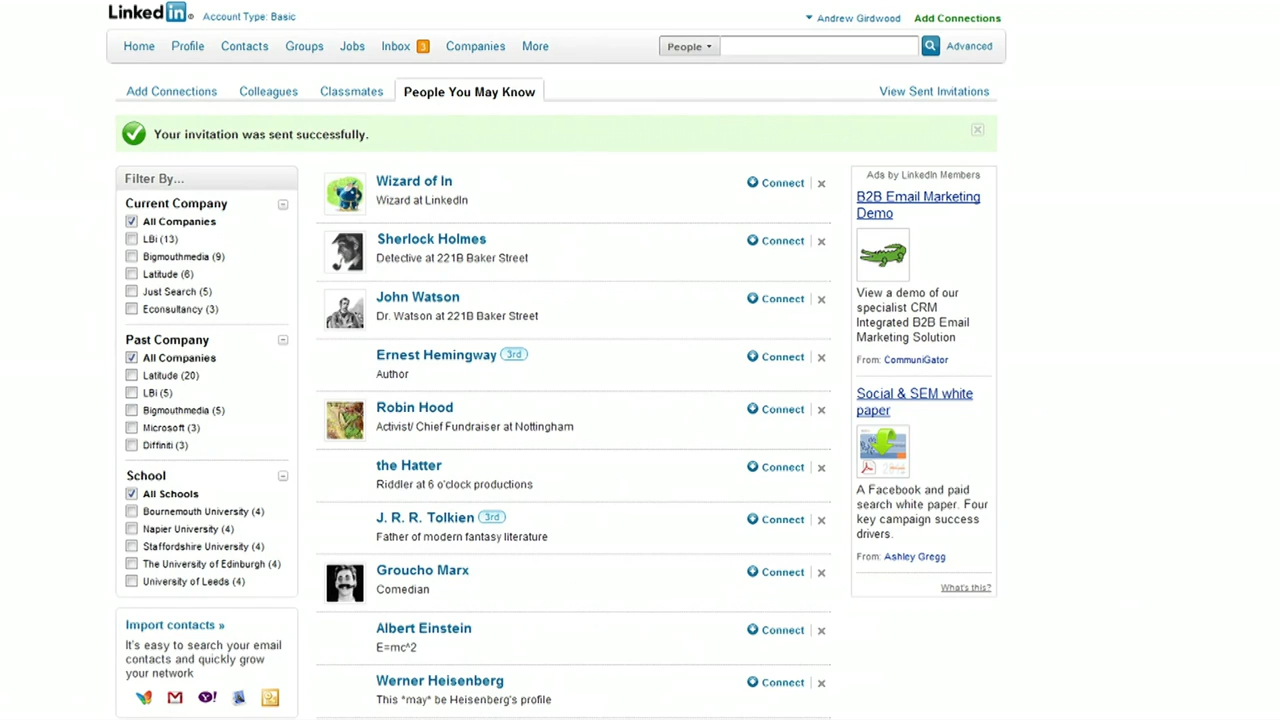 Linked in® Account Type: Basic
Andrew Girdwood Add Connections
Home Profile Contacts Groups Jobs Inbox 3 Companies More
People Advanced
Add Connections Colleagues Classmates People You May Know View Sent Invitations
Your invitation was sent successfully.
Filter By...
Current Company
All Companies
LBi (13)
Bigmouthmedia (9)
Latitude (6)
Just Search (5)
Econsultancy (3)
Past Company
All Companies
Latitude (20)
LBi (5)
Bigmouthmedia (5)
Microsoft (3)
Diffiniti (3)
School
All Schools
Bournemouth University (4)
Napier University (4)
Staffordshire University (4)
The University of Edinburgh (4)
University of Leeds (4)
Import contacts »
It's easy to search your email
contacts and quickly grow
your network
Wizard of In Connect
Wizard at LinkedIn
Sherlock Holmes Connect
Detective at 221B Baker Street
John Watson Connect
Dr. Watson at 221B Baker Street
Ernest Hemingway 3rd Connect
Author
Robin Hood Connect
Activist/ Chief Fundraiser at Nottingham
the Hatter Connect
Riddler at 6 o'clock productions
J. R. R. Tolkien 3rd Connect
Father of modern fantasy literature
Groucho Marx Connect
Comedian
Albert Einstein Connect
E=mc^2
Werner Heisenberg Connect
This *may* be Heisenberg's profile
Ads by LinkedIn Members
B2B Email Marketing
Demo
View a demo of our
specialist CRM
Integrated B2B Email
Marketing Solution
From: CommuniGator
Social & SEM white
paper
A Facebook and paid
search white paper. Four
key campaign success
drivers.
From: Ashley Gregg
What's this?